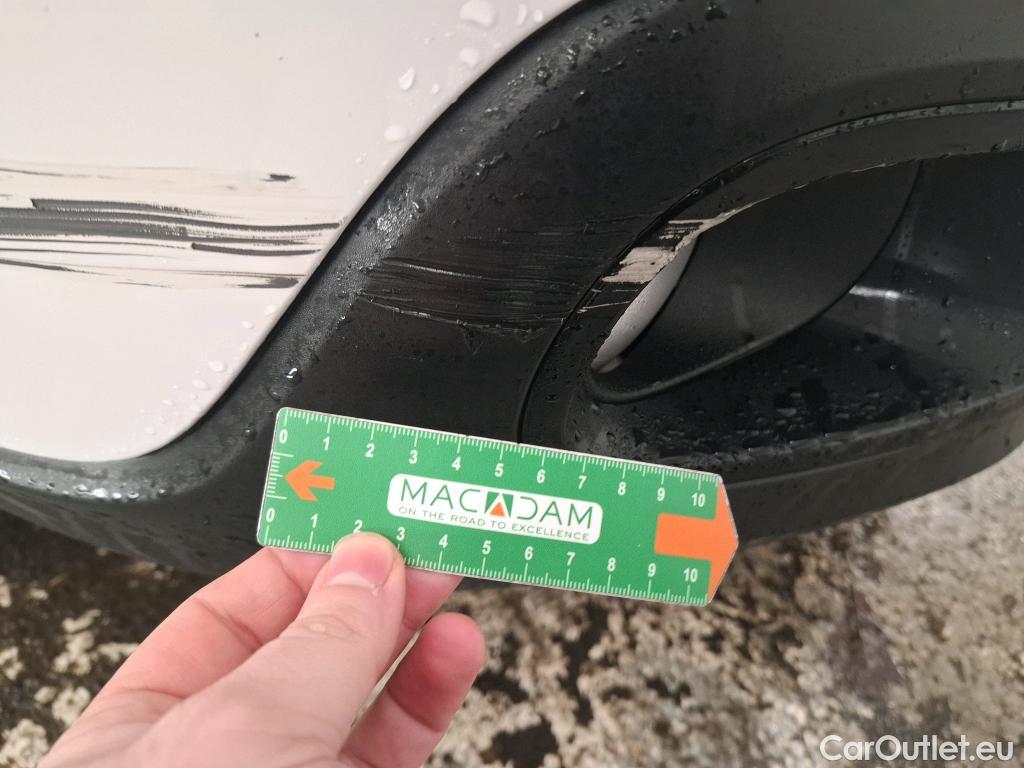 0 1 2 3 4 5 6 7 8 9 10
MACADAM
ON THE ROAD TO EXCELLENCE
0 1 2 3 4 5 6 7 8 9 10
CarOutlet.eu